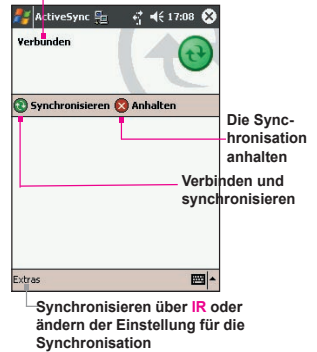 ActiveSync 17:08
Verbünden
Synchronisieren Anhalten
Die Sync-
hronisation
anhalten
Verbinden und
synchronisieren
Extras
Synchronisieren über IR oder
ändern der Einstellung für die
Synchronisation